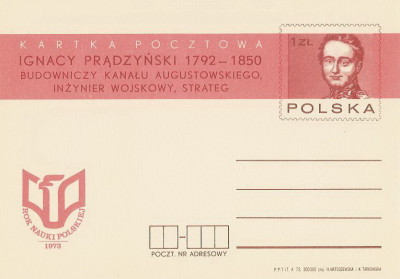 KARTKA POCZTOWA
IGNACY PRĄDZYŃSKI 1792–1850
BUDOWNICZY KANAŁU AUGUSTOWSKIEGO,
INŻYNIER WOJSKOWY, STRATEG
1 ZŁ
POLSKA
ROK NAUKI POLSKIEJ
1973
POCZT. NR ADRESOWY